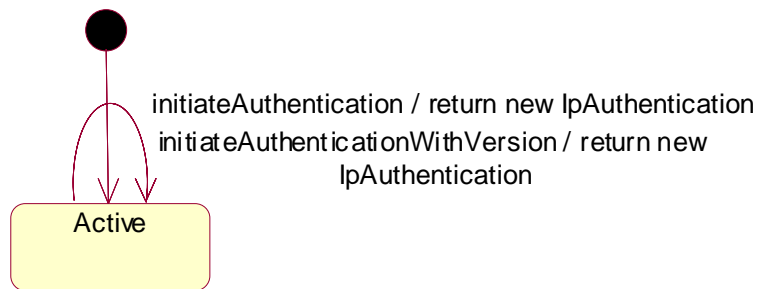 initiateAuthentication / return new IpAuthentication
initiateAuthenticationWithVersion / return new
IpAuthentication
Active